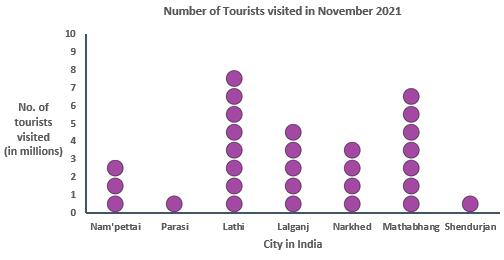 Number of Tourists visited in November 2021
10
9
8
7
6
5
4
3
2
1
0
No. of
tourists
visited
(in millions)
Nam'pettai Parasi Lathi Lalganj Narkhed Mathabhang Shendurjan
City in India